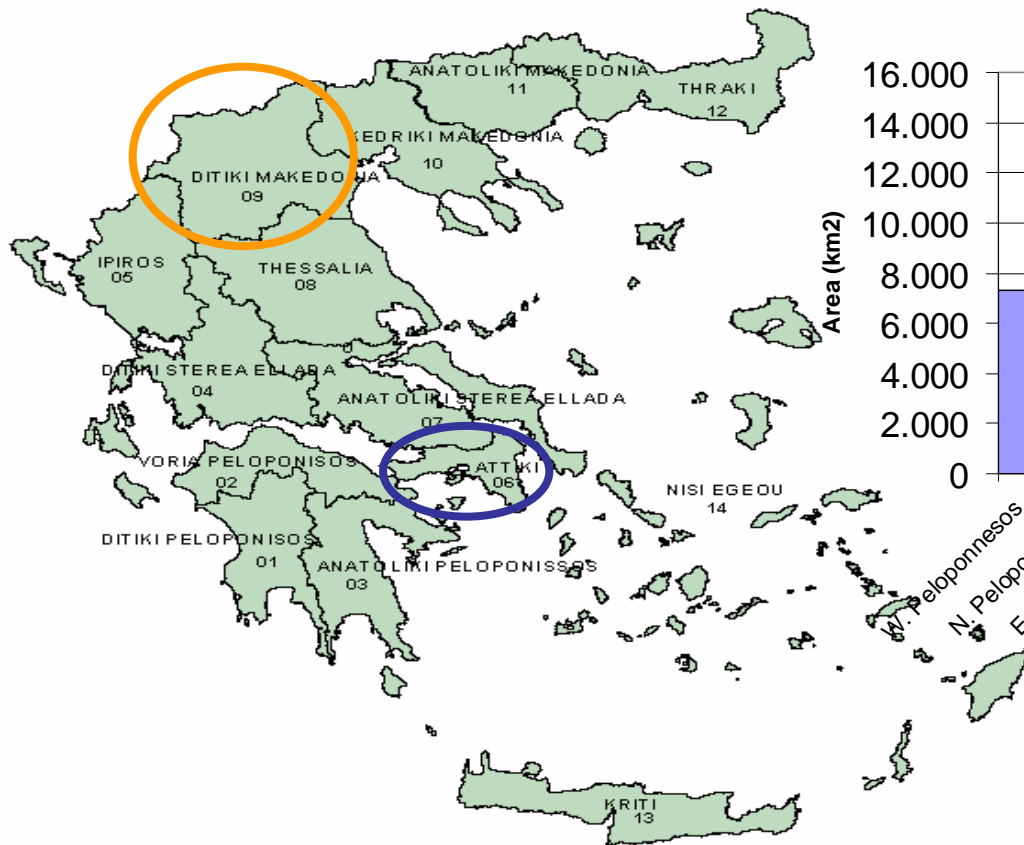 ANATOLIKI MAKEDONIA
11
THRAKI
12
KEDRIKI MAKEDONIA
10
DITIKI MAKEDONIA
09
IPIROS
05
THESSALIA
08
DITIKI STEREA ELLADA
04
ANATOLIKI STEREA ELLADA
07
VORIA PELOPONISOS
02
ATTIKI
06
NISI EGEOU
14
DITIKI PELOPONISOS
01
ANATOLIKI PELOPONISSOS
03
KRITI
13
Area (km2)
16.000
14.000
12.000
10.000
8.000
6.000
4.000
2.000
0
W. Peloponnesos
N. Pelopo
E